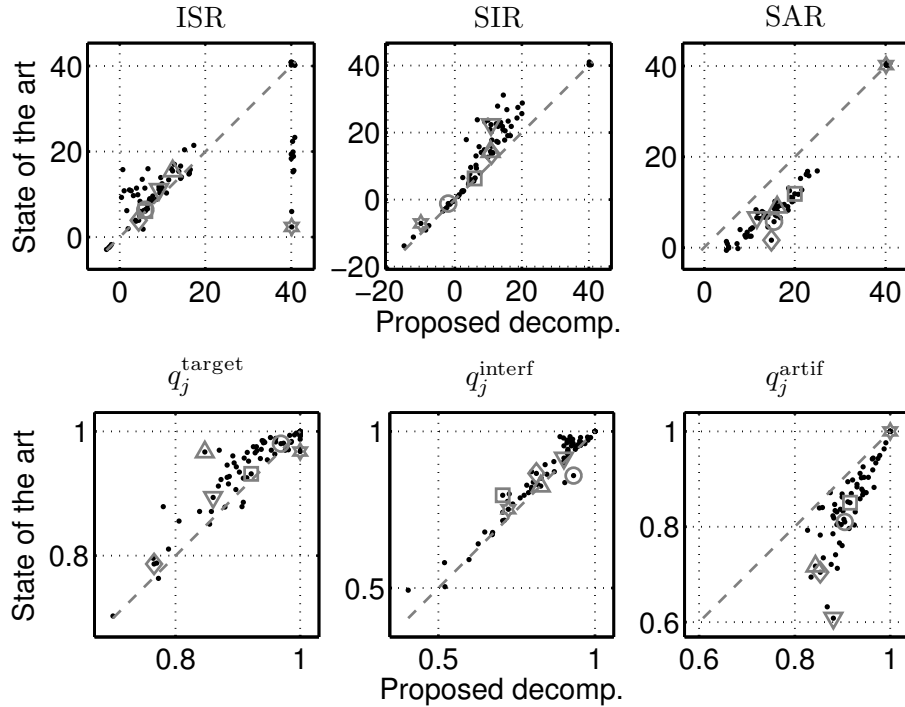 ISR SIR SAR
State of the art
40
20
0
0 20 40
40
20
0
−20
−20 0 20 40
Proposed decomp.
40
30
20
10
0
0 20 40
q_j^target q_j^interf q_j^artif
State of the art
1
0.8
0.8 1
1
0.5
0.5 1
Proposed decomp.
1
0.8
0.6
0.6 0.8 1